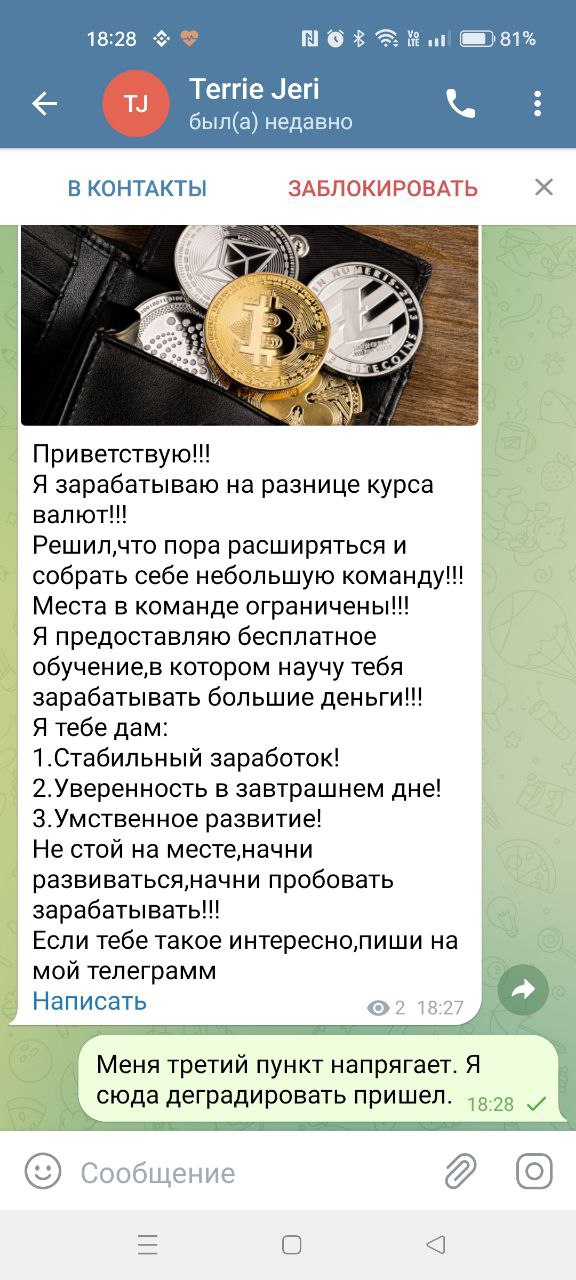 18:28
81%
TJ
Terrie Jeri
был(а) недавно
В КОНТАКТЫ
ЗАБЛОКИРОВАТЬ
Приветствую!!!
Я зарабатываю на разнице курса
валют!!!
Решил,что пора расширяться и
собрать себе небольшую команду!!!
Места в команде ограничены!!!
Я предоставляю бесплатное
обучение,в котором научу тебя
зарабатывать большие деньги!!!
Я тебе дам:
1.Стабильный заработок!
2.Уверенность в завтрашнем дне!
3.Умственное развитие!
Не стой на месте,начни
развиваться,начни пробовать
зарабатывать!!!
Если тебе такое интересно,пиши на
мой телеграмм
Написать
2 18:27
Меня третий пункт напрягает. Я
сюда деградировать пришел.
18:28
Сообщение